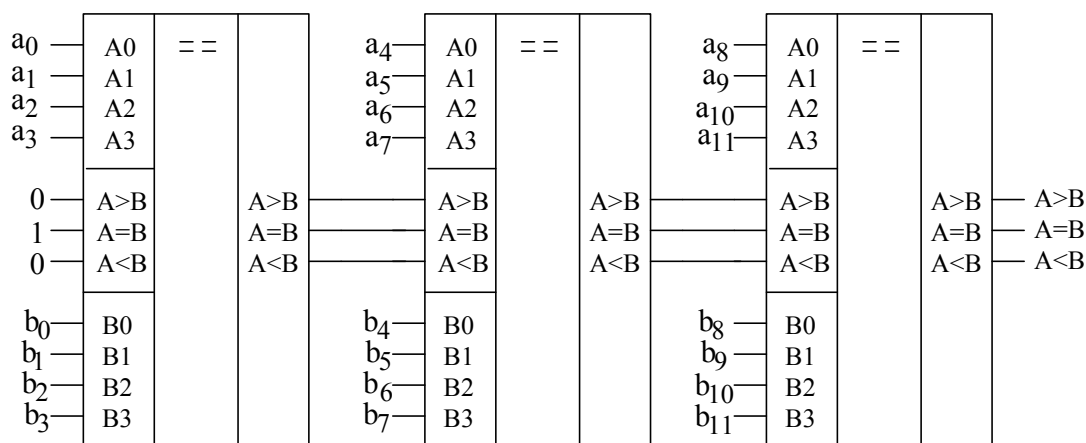 a0 A0 == a4 A0 == a8 A0 ==
a1 A1 a5 A1 a9 A1
a2 A2 a6 A2 a10 A2
a3 A3 a7 A3 a11 A3
0 A>B A>B A>B A>B A>B A>B A>B
1 A=B A=B A=B A=B A=B A=B A=B
0 A<B A<B A<B A<B A<B A<B A<B
b0 B0 b4 B0 b8 B0
b1 B1 b5 B1 b9 B1
b2 B2 b6 B2 b10 B2
b3 B3 b7 B3 b11 B3